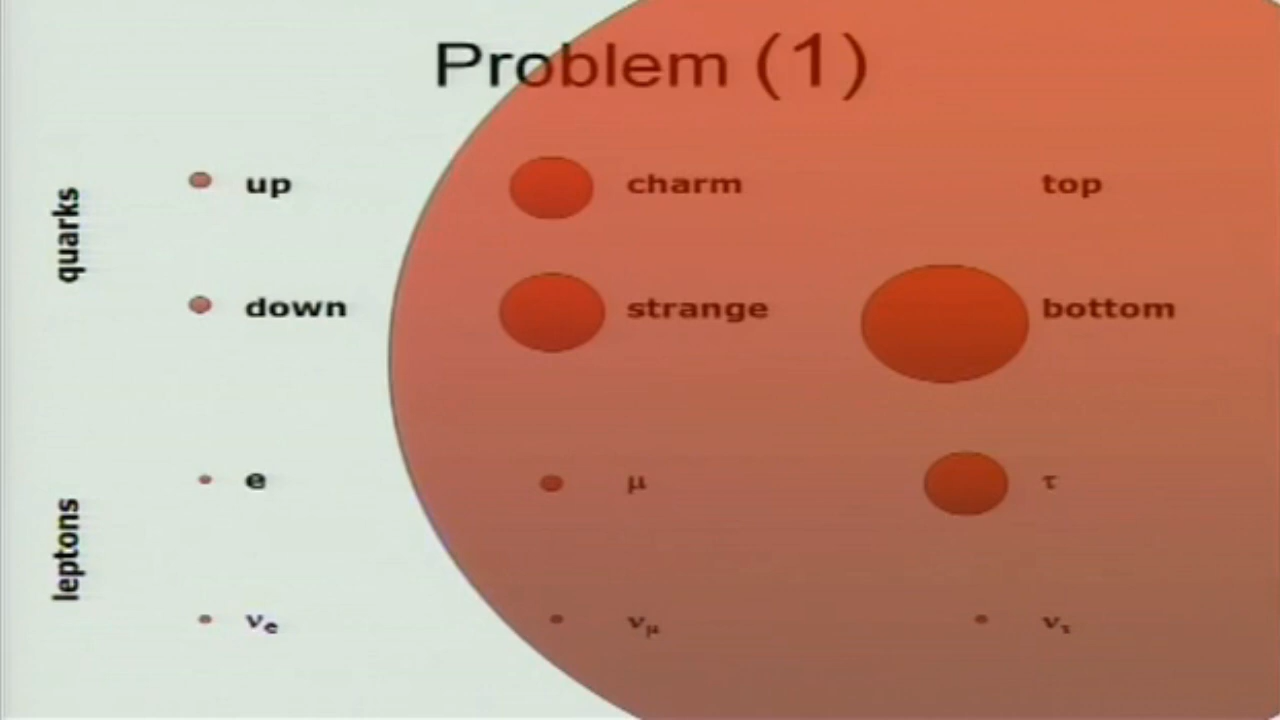 Problem (1)
quarks
up
charm
top
down
strange
bottom
leptons
e
μ
τ
νe
νμ
ντ